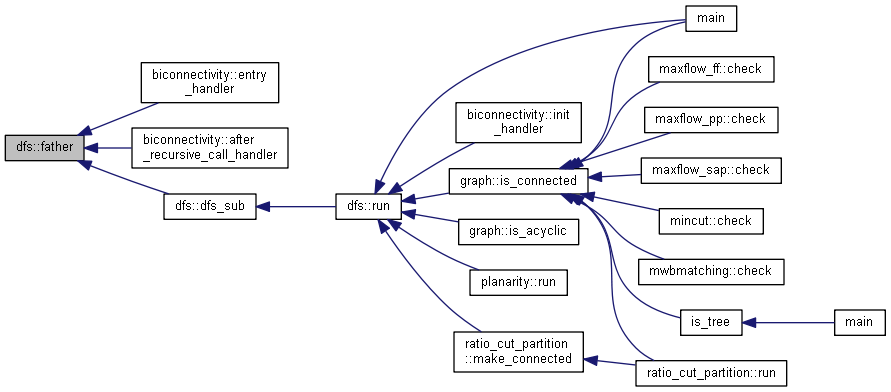 dfs::father
biconnectivity::entry
_handler
biconnectivity::after
_recursive_call_handler
dfs::dfs_sub
dfs::run
main
biconnectivity::init
_handler
graph::is_connected
graph::is_acyclic
planarity::run
ratio_cut_partition
::make_connected
maxflow_ff::check
maxflow_pp::check
maxflow_sap::check
mincut::check
mwbmatching::check
is_tree
ratio_cut_partition::run
main